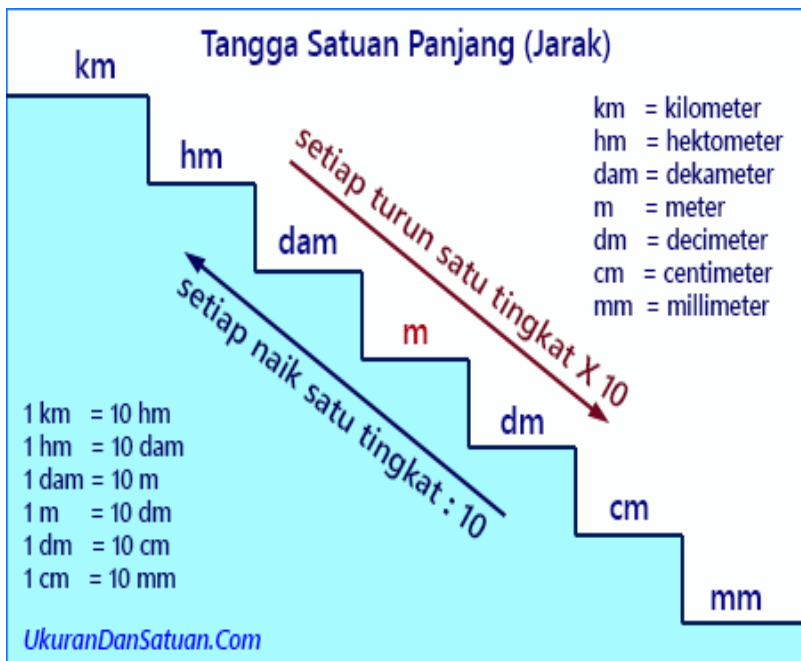 Tangga Satuan Panjang (Jarak)
km
hm
dam
m
dm
cm
mm
setiap turun satu tingkat X 10
setiap naik satu tingkat : 10
km = kilometer
hm = hektometer
dam = dekameter
m = meter
dm = decimeter
cm = centimeter
mm = millimeter
1 km = 10 hm
1 hm = 10 dam
1 dam = 10 m
1 m = 10 dm
1 dm = 10 cm
1 cm = 10 mm
UkuranDanSatuan.Com